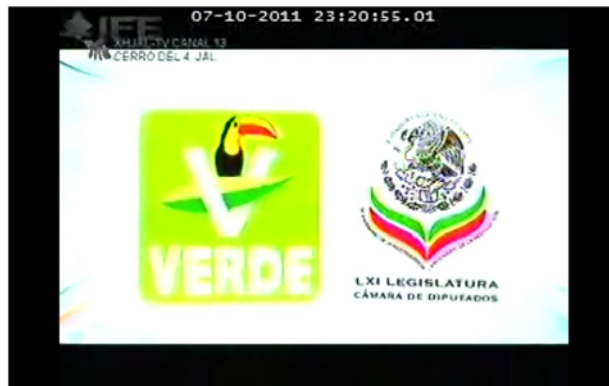 07-10-2011 23:20:55.01
IFE
XHJAL-TV CANAL 13
CERRO DEL 4. JAL.
V
VERDE
LXI LEGISLATURA
CÁMARA DE DIPUTADOS